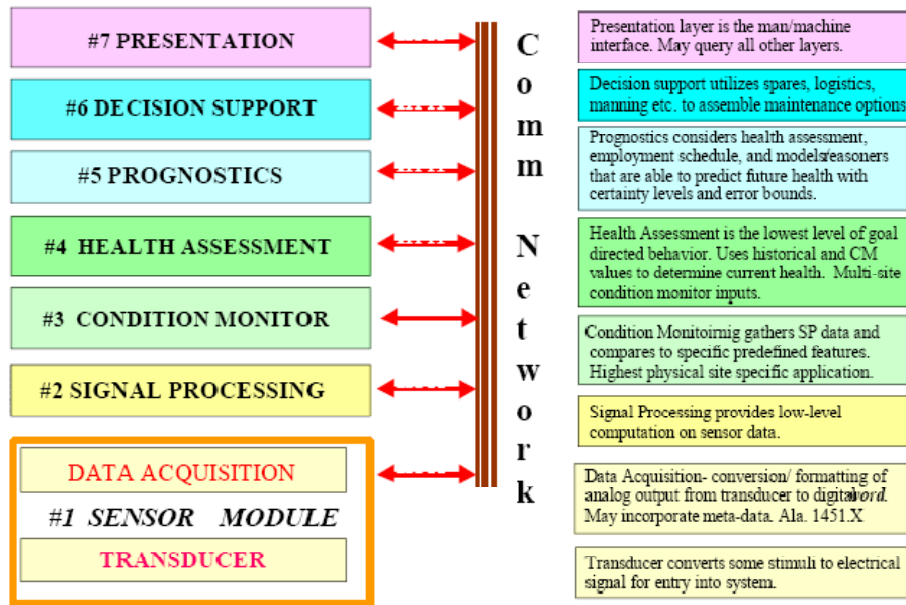 #7 PRESENTATION
#6 DECISION SUPPORT
#5 PROGNOSTICS
#4 HEALTH ASSESSMENT
#3 CONDITION MONITOR
#2 SIGNAL PROCESSING
DATA ACQUISITION
#1 SENSOR MODULE
TRANSDUCER
Comm Network
Presentation layer is the man/machine
interface. May query all other layers.
Decision support utilizes spares, logistics,
manning etc. to assemble maintenance options
Prognostics considers health assessment,
employment schedule, and models/reasoners
that are able to predict future health with
certainty levels and error bounds.
Health Assessment is the lowest level of goal
directed behavior. Uses historical and CM
values to determine current health. Multi-site
condition monitor inputs.
Condition Monitoirnig gathers SP data and
compares to specific predefined features.
Highest physical site specific application.
Signal Processing provides low-level
computation on sensor data.
Data Acquisition- conversion/ formatting of
analog output from transducer to digital word.
May incorporate meta-data. Ala. 1451.X
Transducer converts some stimuli to electrical
signal for entry into system.